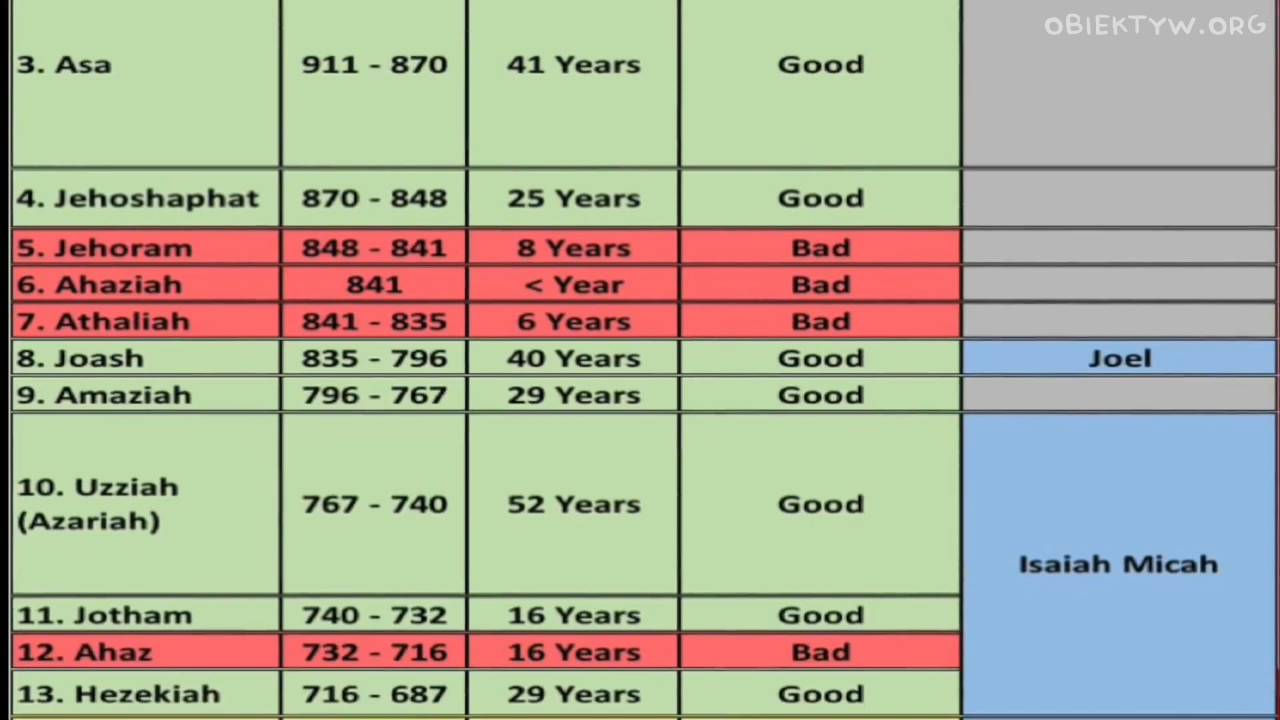 OBIEKTYW.ORG
3. Asa 911 - 870 41 Years Good
4. Jehoshaphat 870 - 848 25 Years Good
5. Jehoram 848 - 841 8 Years Bad
6. Ahaziah 841 < Year Bad
7. Athaliah 841 - 835 6 Years Bad
8. Joash 835 - 796 40 Years Good Joel
9. Amaziah 796 - 767 29 Years Good
10. Uzziah
(Azariah) 767 - 740 52 Years Good
Isaiah Micah
11. Jotham 740 - 732 16 Years Good
12. Ahaz 732 - 716 16 Years Bad
13. Hezekiah 716 - 687 29 Years Good